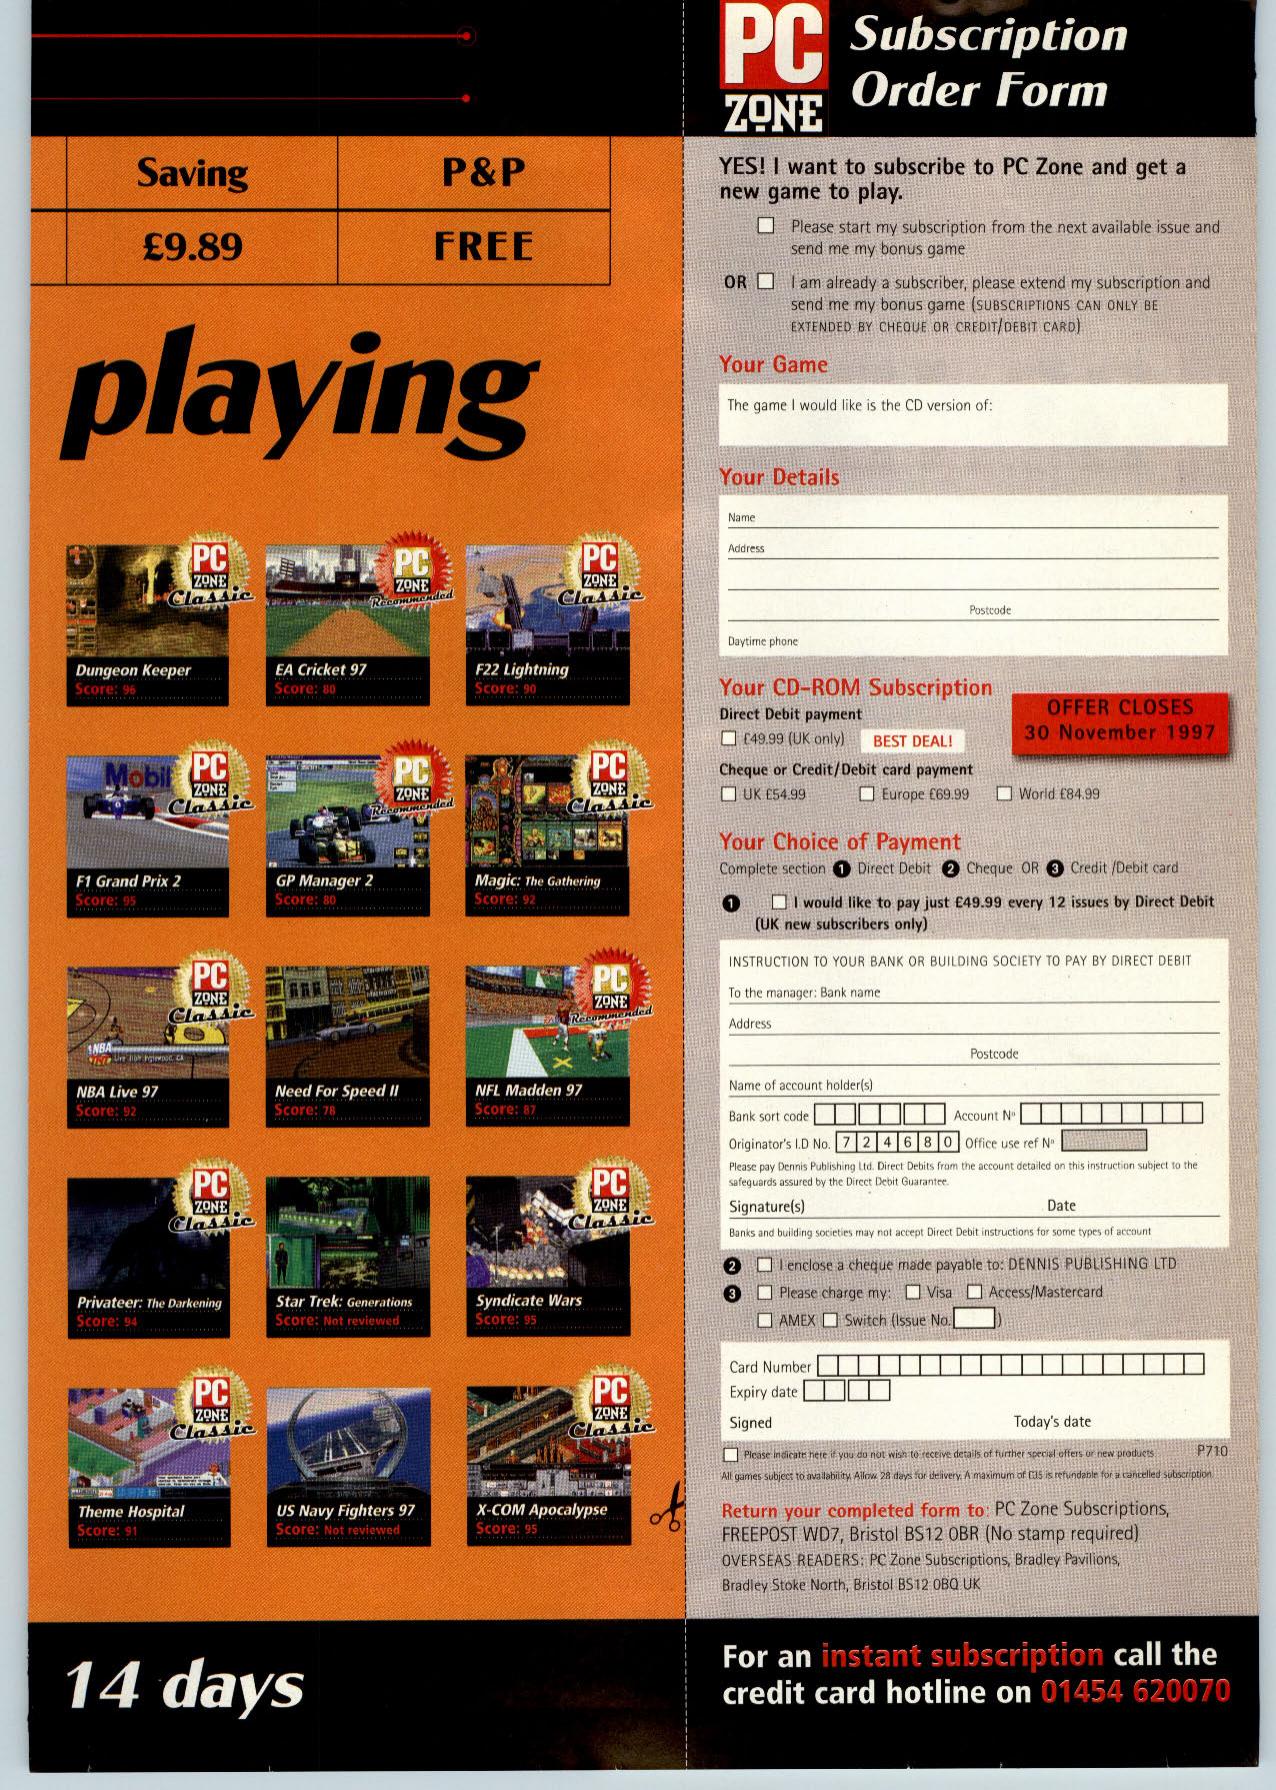 Saving
P&P
£9.89
FREE
playing
PC
ZONE
Classic
Dungeon Keeper
Score: 96
PC
ZONE
Recommended
EA Cricket 97
Score: 80
PC
ZONE
Classic
F22 Lightning
Score: 90
Mobil
PC
ZONE
Classic
F1 Grand Prix 2
Score: 95
PC
ZONE
Recommended
GP Manager 2
Score: 80
PC
ZONE
Classic
Magic: The Gathering
Score: 92
PC
ZONE
Classic
NBA Live 97
Score: 92
Need For Speed II
Score: 78
PC
ZONE
Recommended
NFL Madden 97
Score: 87
PC
ZONE
Classic
Privateer: The Darkening
Score: 94
Star Trek: Generations
Score: Not reviewed
PC
ZONE
Classic
Syndicate Wars
Score: 95
PC
ZONE
Classic
Theme Hospital
Score: 91
US Navy Fighters 97
Score: Not reviewed
PC
ZONE
Classic
X-COM Apocalypse
Score: 95
14 days
PC
ZONE
Subscription
Order Form
YES! I want to subscribe to PC Zone and get a
new game to play.
Please start my subscription from the next available issue and
send me my bonus game
OR I am already a subscriber, please extend my subscription and
send me my bonus game (SUBSCRIPTIONS CAN ONLY BE
EXTENDED BY CHEQUE OR CREDIT/DEBIT CARD)
Your Game
The game I would like is the CD version of:
Your Details
Name
Address
Postcode
Daytime phone
Your CD-ROM Subscription
Direct Debit payment
£49.99 (UK only) BEST DEAL!
OFFER CLOSES
30 November 1997
Cheque or Credit/Debit card payment
UK £54.99 Europe £69.99 World £84.99
Your Choice of Payment
Complete section 1 Direct Debit 2 Cheque OR 3 Credit /Debit card
1 I would like to pay just £49.99 every 12 issues by Direct Debit
(UK new subscribers only)
INSTRUCTION TO YOUR BANK OR BUILDING SOCIETY TO PAY BY DIRECT DEBIT
To the manager: Bank name
Address
Postcode
Name of account holder(s)
Bank sort code Account Nº
Originator's I.D No. 7 2 4 6 8 0 Office use ref Nº
Please pay Dennis Publishing Ltd. Direct Debits from the account detailed on this instruction subject to the
safeguards assured by the Direct Debit Guarantee.
Signature(s) Date
Banks and building societies may not accept Direct Debit instructions for some types of account
2 I enclose a cheque made payable to: DENNIS PUBLISHING LTD
3 Please charge my: Visa Access/Mastercard
AMEX Switch (Issue No. )
Card Number
Expiry date
Signed Today's date
Please indicate here if you do not wish to receive details of further special offers or new products P710
All games subject to availability. Allow 28 days for delivery. A maximum of £35 is refundable for a cancelled subscription.
Return your completed form to: PC Zone Subscriptions,
FREEPOST WD7, Bristol BS12 0BR (No stamp required)
OVERSEAS READERS: PC Zone Subscriptions, Bradley Pavilions,
Bradley Stoke North, Bristol BS12 0BQ UK
For an instant subscription call the
credit card hotline on 01454 620070